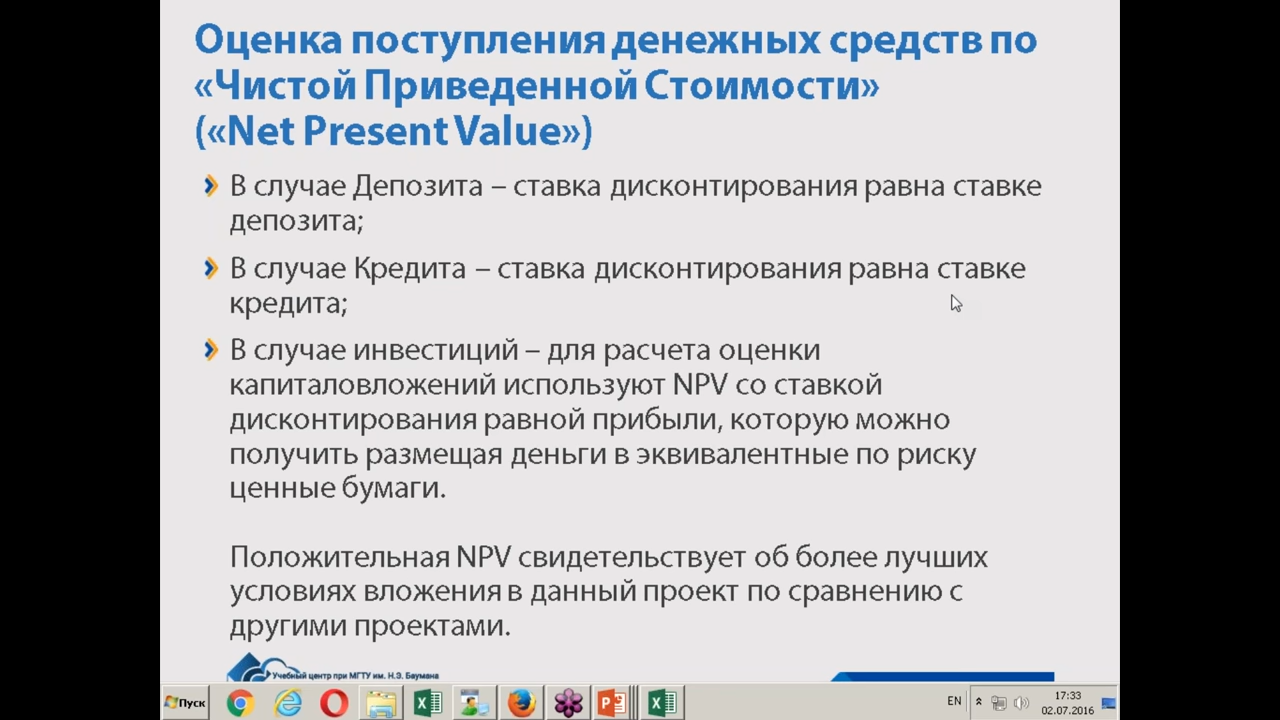 Оценка поступления денежных средств по
«Чистой Приведенной Стоимости»
(«Net Present Value»)
В случае Депозита – ставка дисконтирования равна ставке
депозита;
В случае Кредита – ставка дисконтирования равна ставке
кредита;
В случае инвестиций – для расчета оценки
капиталовложений используют NPV со ставкой
дисконтирования равной прибыли, которую можно
получить размещая деньги в эквивалентные по риску
ценные бумаги.
Положительная NPV свидетельствует об более лучших
условиях вложения в данный проект по сравнению с
другими проектами.
Учебный центр при МГТУ им. Н.Э. Баумана
Пуск
EN
17:33
02.07.2016